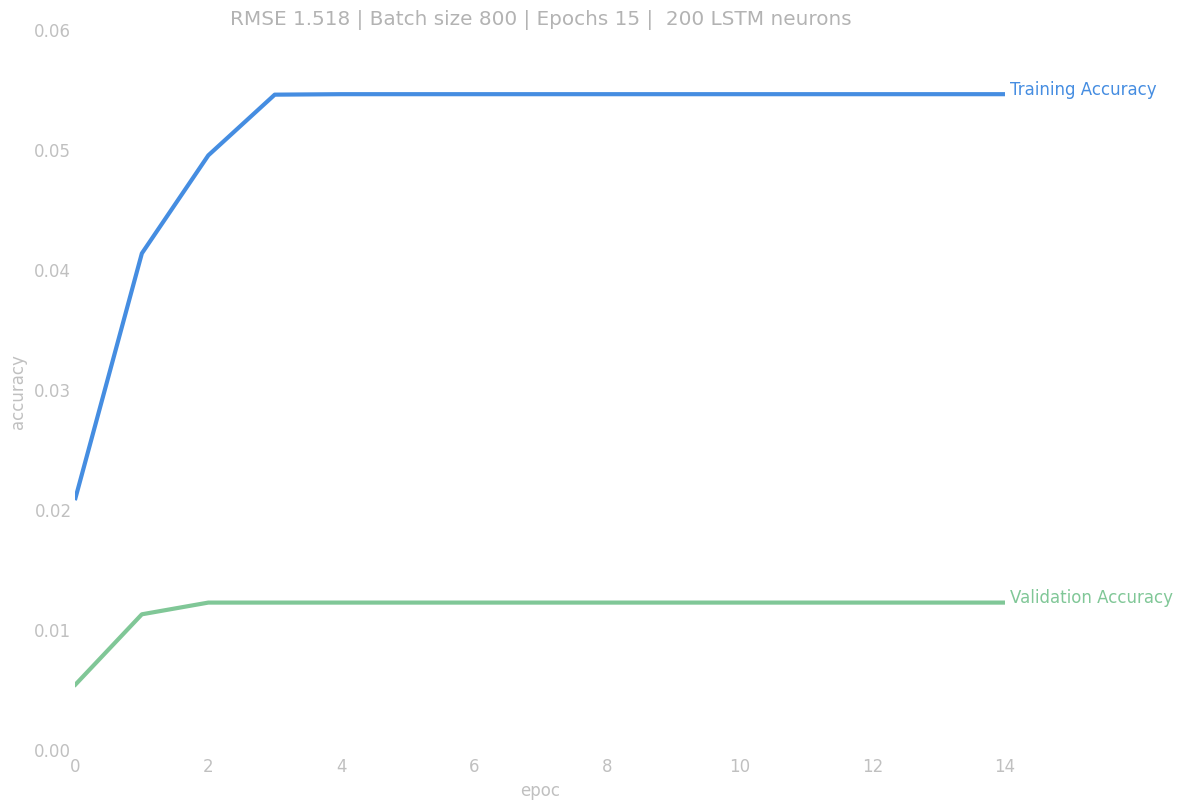 RMSE 1.518 | Batch size 800 | Epochs 15 |  200 LSTM neurons
0.06
Training Accuracy
0.05
0.04
accuracy
0.03
0.02
Validation Accuracy
0.01
0.00
0 2 4 6 8 10 12 14
epoc